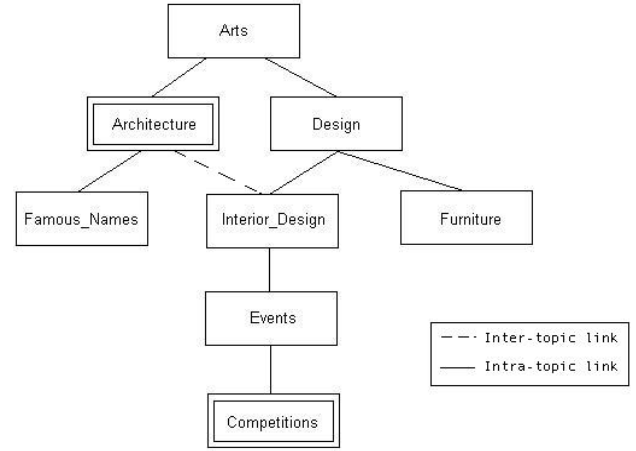 Arts
Architecture
Design
Famous_Names
Interior_Design
Furniture
Events
Inter-topic link
Intra-topic link
Competitions